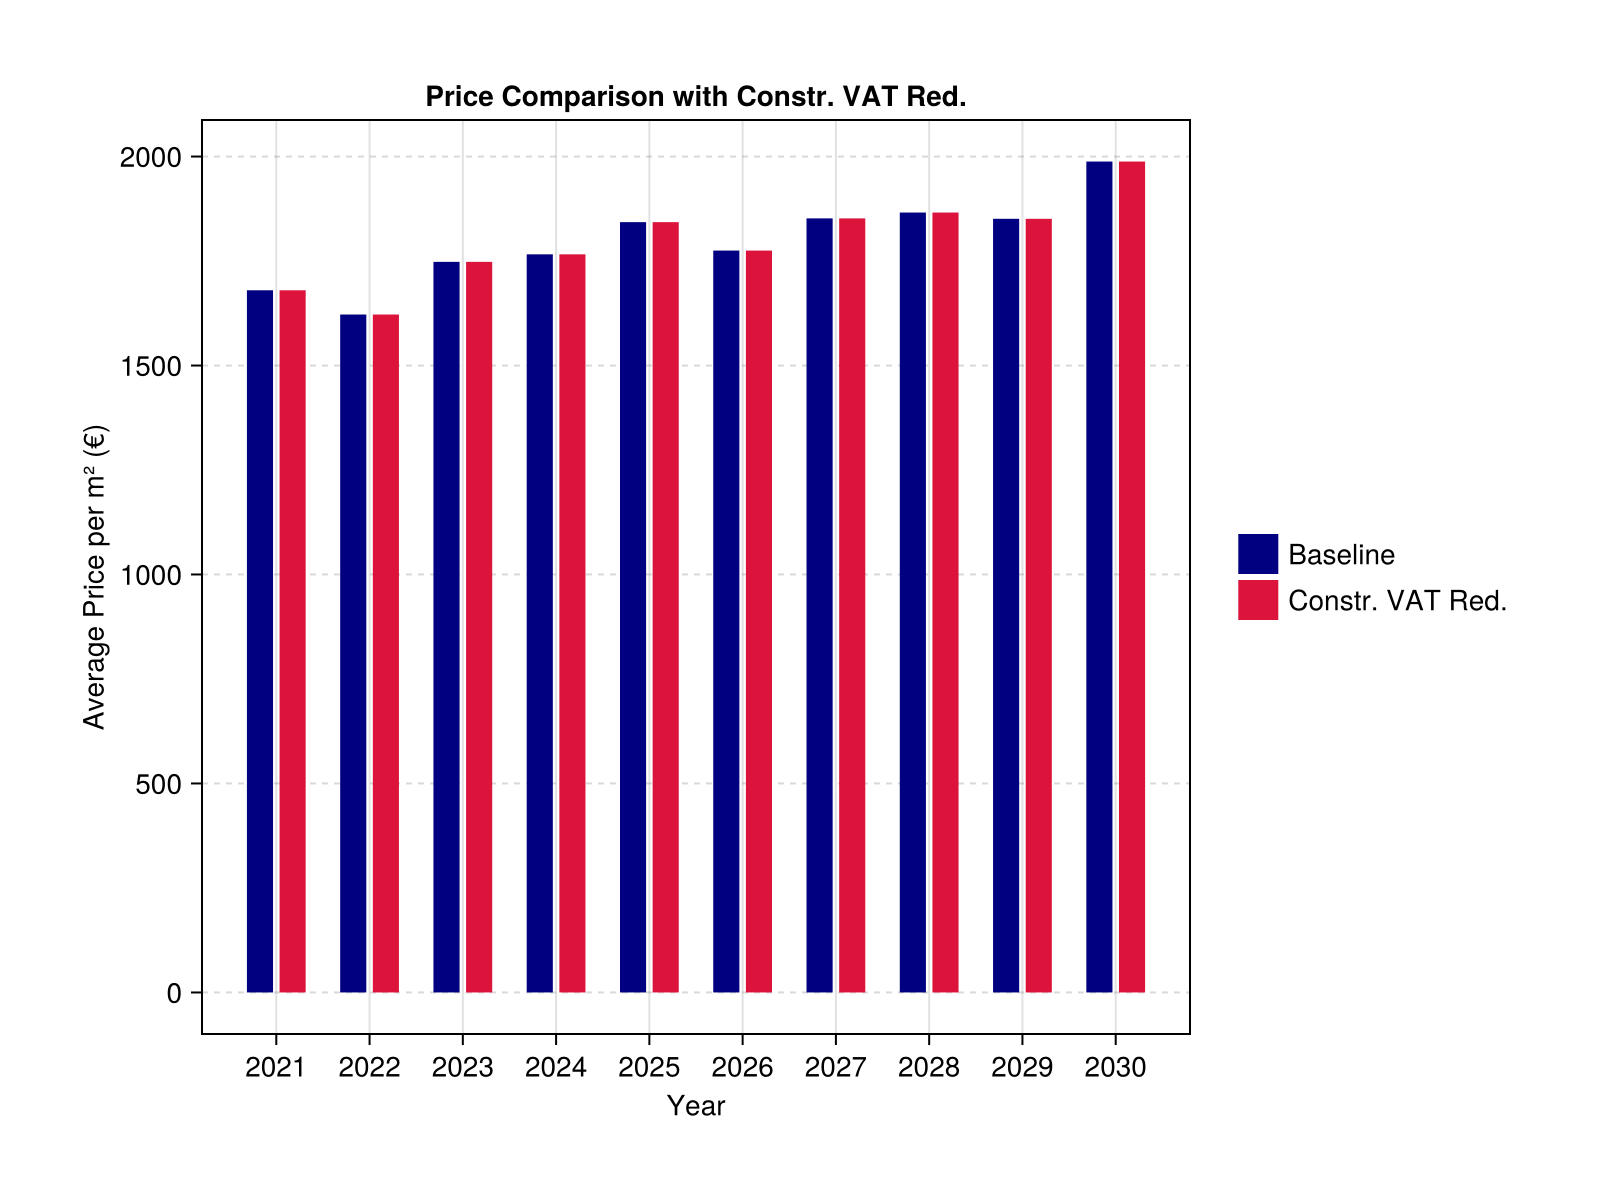 Price Comparison with Constr. VAT Red.
Average Price per m² (€)
2000
1500
1000
500
0
2021 2022 2023 2024 2025 2026 2027 2028 2029 2030
Year
Baseline
Constr. VAT Red.